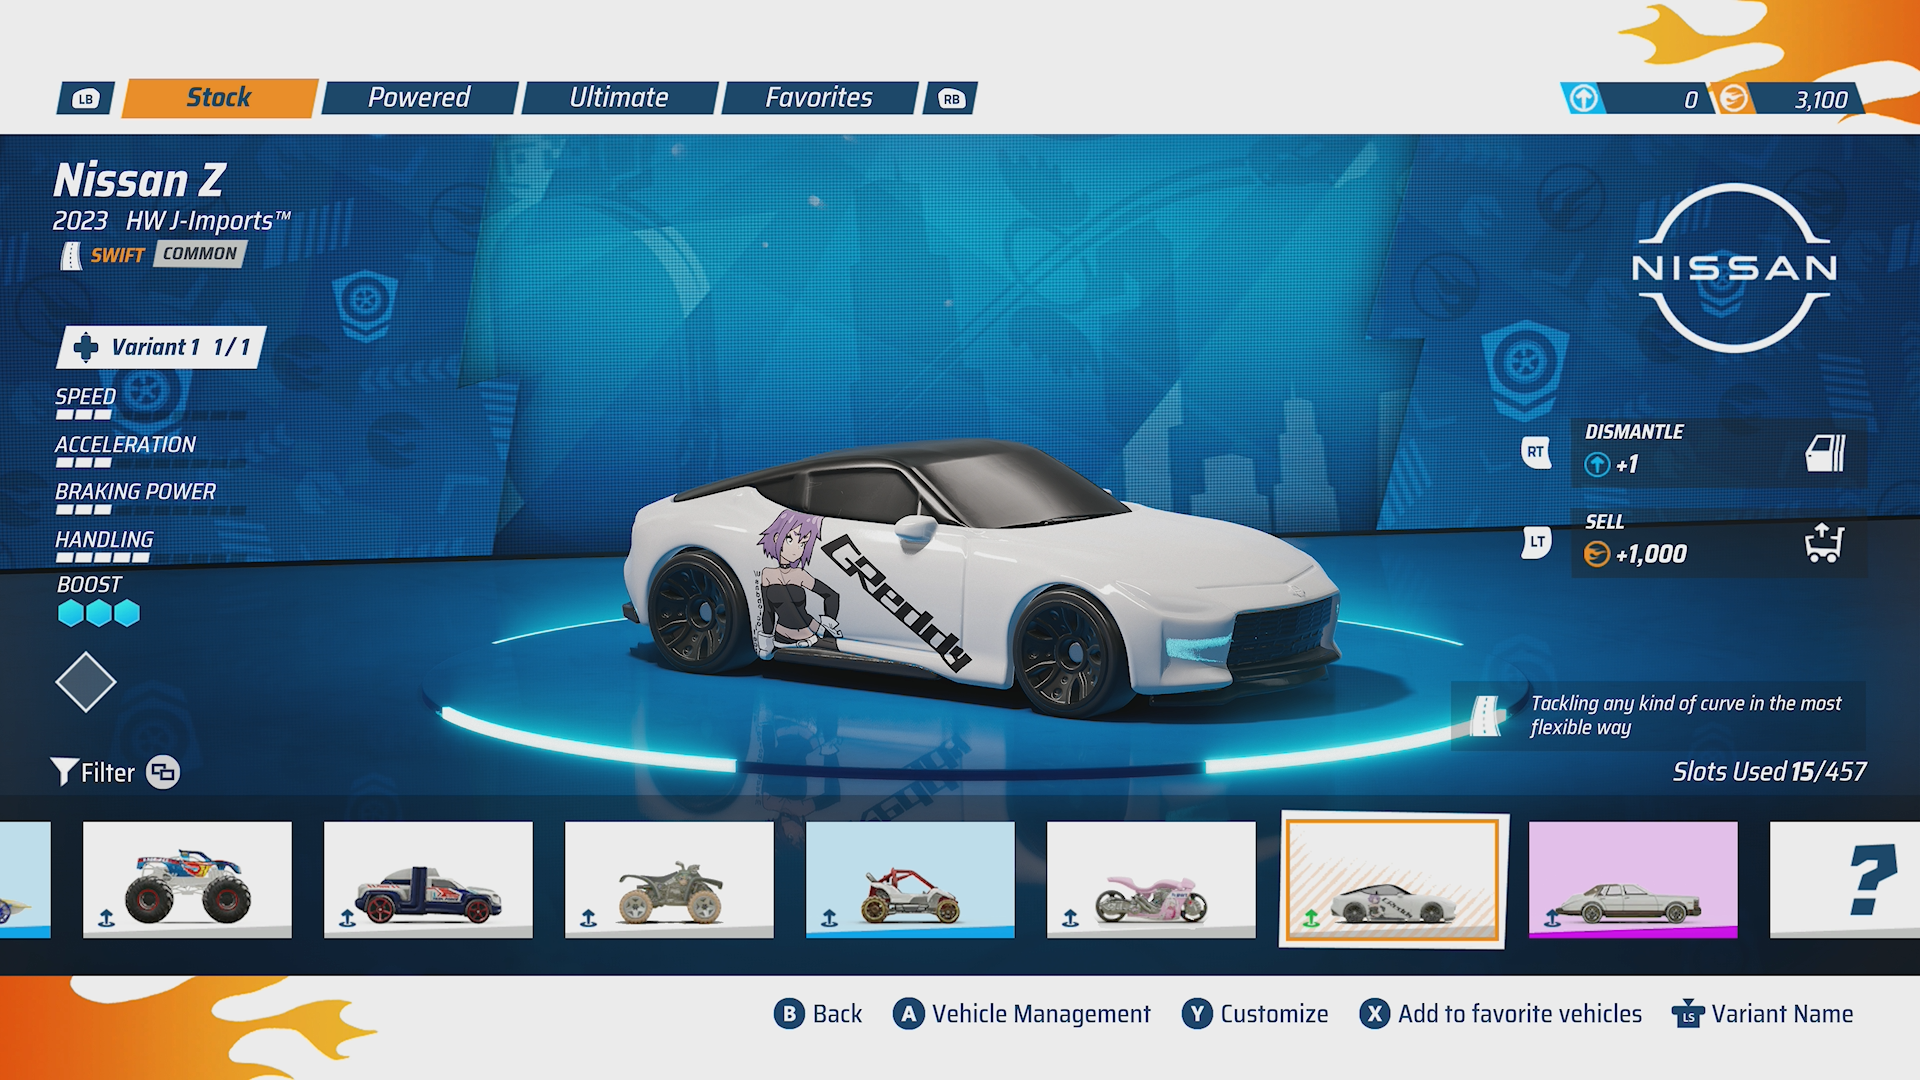 LB
Stock
Powered
Ultimate
Favorites
RB
0
3,100
Nissan Z
2023 HW J-Imports™
SWIFT
COMMON
NISSAN
Variant 1 1/1
SPEED
ACCELERATION
BRAKING POWER
HANDLING
BOOST
GReddy
RT
DISMANTLE
+1
LT
SELL
+1,000
Tackling any kind of curve in the most
flexible way
Filter
Slots Used 15/457
?
B Back
A Vehicle Management
Y Customize
X Add to favorite vehicles
LS Variant Name